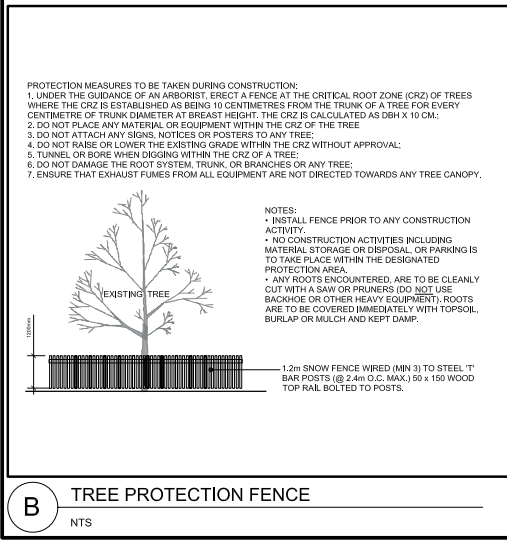 PROTECTION MEASURES TO BE TAKEN DURING CONSTRUCTION:
1. UNDER THE GUIDANCE OF AN ARBORIST, ERECT A FENCE AT THE CRITICAL ROOT ZONE (CRZ) OF TREES
WHERE THE CRZ IS ESTABLISHED AS BEING 10 CENTIMETRES FROM THE TRUNK OF A TREE FOR EVERY
CENTIMETRE OF TRUNK DIAMETER AT BREAST HEIGHT. THE CRZ IS CALCULATED AS DBH X 10 CM.;
2. DO NOT PLACE ANY MATERIAL OR EQUIPMENT WITHIN THE CRZ OF THE TREE
3. DO NOT ATTACH ANY SIGNS, NOTICES OR POSTERS TO ANY TREE;
4. DO NOT RAISE OR LOWER THE EXISTING GRADE WITHIN THE CRZ WITHOUT APPROVAL;
5. TUNNEL OR BORE WHEN DIGGING WITHIN THE CRZ OF A TREE;
6. DO NOT DAMAGE THE ROOT SYSTEM, TRUNK, OR BRANCHES OR ANY TREE;
7. ENSURE THAT EXHAUST FUMES FROM ALL EQUIPMENT ARE NOT DIRECTED TOWARDS ANY TREE CANOPY.
NOTES:
• INSTALL FENCE PRIOR TO ANY CONSTRUCTION
ACTIVITY.
• NO CONSTRUCTION ACTIVITIES INCLUDING
MATERIAL STORAGE OR DISPOSAL, OR PARKING IS
TO TAKE PLACE WITHIN THE DESIGNATED
PROTECTION AREA.
• ANY ROOTS ENCOUNTERED, ARE TO BE CLEANLY
CUT WITH A SAW OR PRUNERS (DO NOT USE
BACKHOE OR OTHER HEAVY EQUIPMENT). ROOTS
ARE TO BE COVERED IMMEDIATELY WITH TOPSOIL,
BURLAP OR MULCH AND KEPT DAMP.
EXISTING TREE
1200mm
1.2m SNOW FENCE WIRED (MIN 3) TO STEEL 'T'
BAR POSTS (@ 2.4m O.C. MAX.) 50 x 150 WOOD
TOP RAIL BOLTED TO POSTS.
B
TREE PROTECTION FENCE
NTS